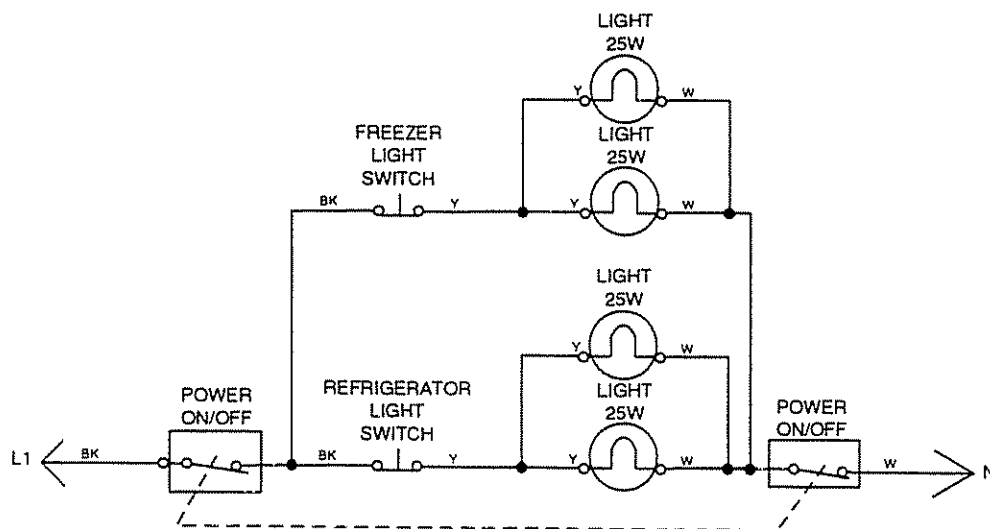 LIGHT
25W
Y
W
FREEZER
LIGHT
SWITCH
LIGHT
25W
BK
Y
Y
W
LIGHT
25W
Y
W
REFRIGERATOR
LIGHT
SWITCH
LIGHT
25W
POWER
ON/OFF
POWER
ON/OFF
L1
BK
BK
Y
Y
W
W
N